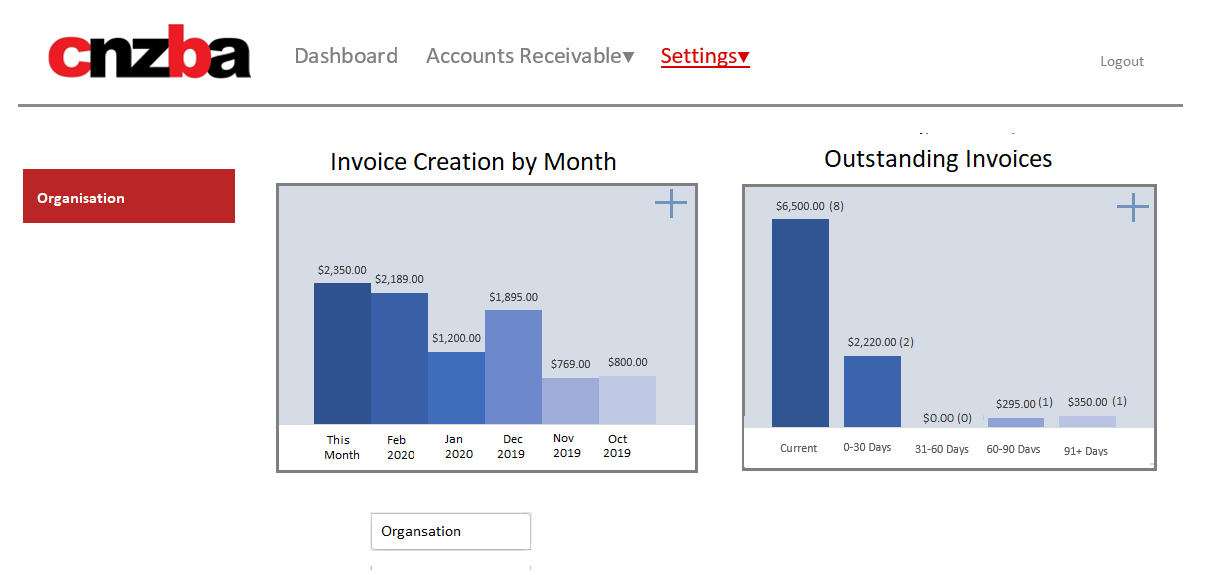 cnzba
Dashboard Accounts Receivable▼ Settings▼ Logout
Organisation
Invoice Creation by Month
$2,350.00 $2,189.00 $1,200.00 $1,895.00 $769.00 $800.00
This Month Feb 2020 Jan 2020 Dec 2019 Nov 2019 Oct 2019
Outstanding Invoices
$6,500.00 (8) $2,220.00 (2) $0.00 (0) $295.00 (1) $350.00 (1)
Current 0-30 Days 31-60 Days 60-90 Days 91+ Days
Organsation